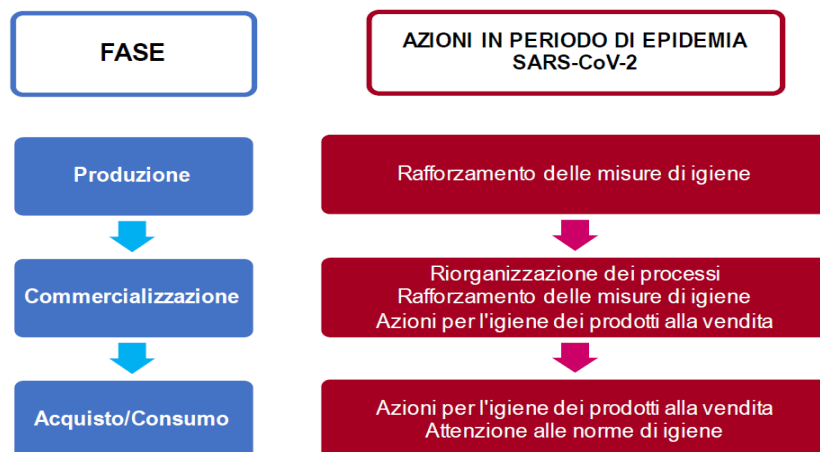 FASE
AZIONI IN PERIODO DI EPIDEMIA
SARS-CoV-2
Produzione
Rafforzamento delle misure di igiene
Commercializzazione
Riorganizzazione dei processi
Rafforzamento delle misure di igiene
Azioni per l'igiene dei prodotti alla vendita
Acquisto/Consumo
Azioni per l'igiene dei prodotti alla vendita
Attenzione alle norme di igiene